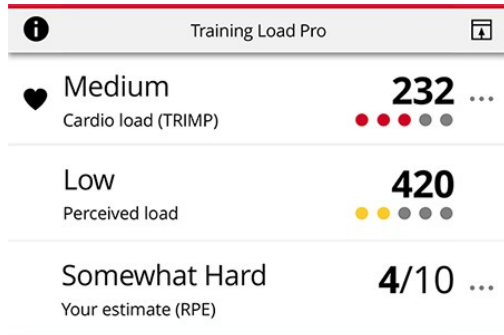 Training Load Pro
Medium
232
Cardio load (TRIMP)
Low
420
Perceived load
Somewhat Hard
4/10
Your estimate (RPE)